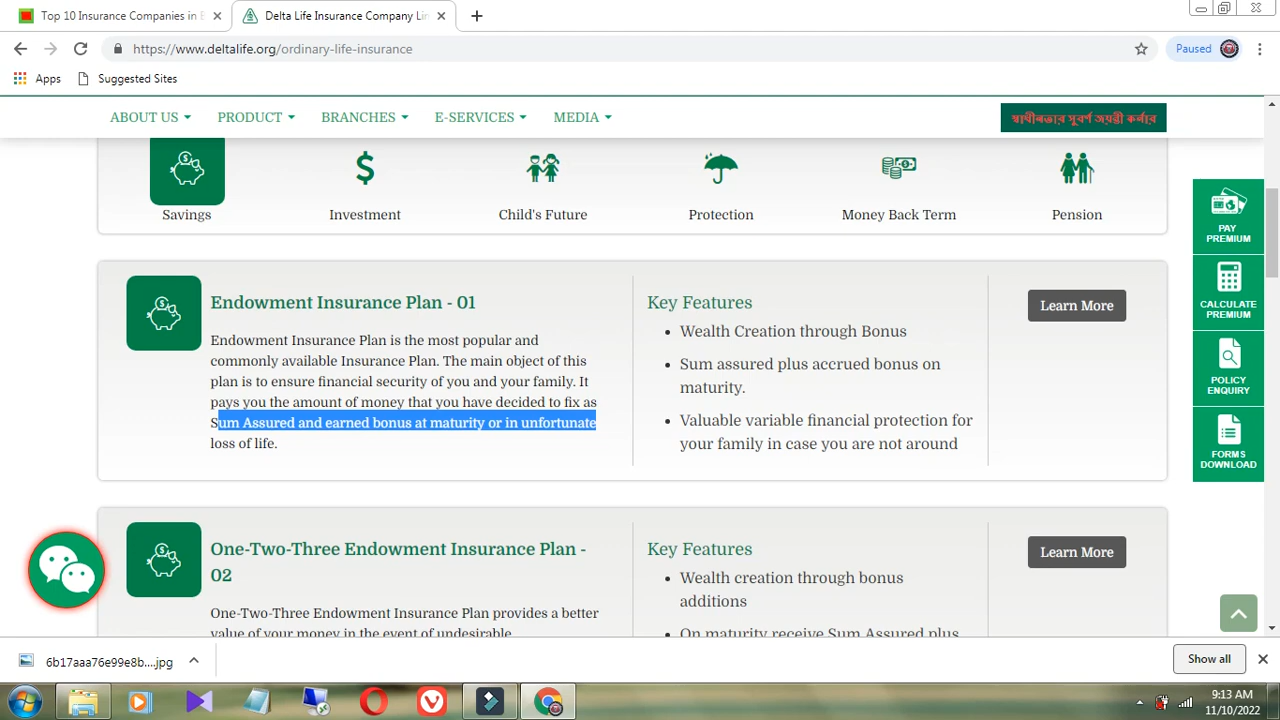 Top 10 Insurance Companies in B
Delta Life Insurance Company Lim
https://www.deltalife.org/ordinary-life-insurance
Paused
Apps
Suggested Sites
ABOUT US
PRODUCT
BRANCHES
E-SERVICES
MEDIA
স্বাধীনতার সুবর্ণ জয়ন্তী কর্নার
Savings
Investment
Child's Future
Protection
Money Back Term
Pension
PAY
PREMIUM
CALCULATE
PREMIUM
POLICY
ENQUIRY
FORMS
DOWNLOAD
Endowment Insurance Plan - 01
Endowment Insurance Plan is the most popular and
commonly available Insurance Plan. The main object of this
plan is to ensure financial security of you and your family. It
pays you the amount of money that you have decided to fix as
Sum Assured and earned bonus at maturity or in unfortunate
loss of life.
Key Features
Wealth Creation through Bonus
Sum assured plus accrued bonus on
maturity.
Valuable variable financial protection for
your family in case you are not around
Learn More
One-Two-Three Endowment Insurance Plan -
02
One-Two-Three Endowment Insurance Plan provides a better
value of your money in the event of undesirable
Key Features
Wealth creation through bonus
additions
On maturity receive Sum Assured plus
Learn More
6b17aaa76e99e8b....jpg
Show all
9:13 AM
11/10/2022